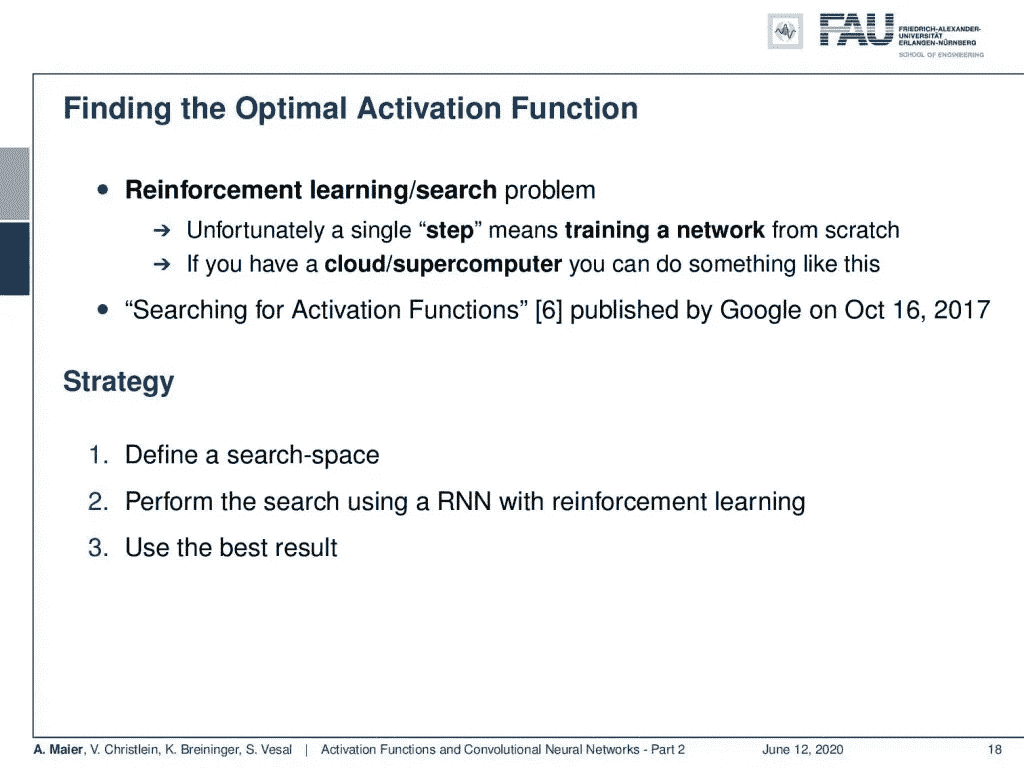 FAU
FRIEDRICH-ALEXANDER-
UNIVERSITÄT
ERLANGEN-NÜRNBERG
SCHOOL OF ENGINEERING
Finding the Optimal Activation Function
• Reinforcement learning/search problem
➔ Unfortunately a single “step” means training a network from scratch
➔ If you have a cloud/supercomputer you can do something like this
• “Searching for Activation Functions” [6] published by Google on Oct 16, 2017
Strategy
1. Define a search-space
2. Perform the search using a RNN with reinforcement learning
3. Use the best result
A. Maier, V. Christlein, K. Breininger, S. Vesal | Activation Functions and Convolutional Neural Networks - Part 2 June 12, 2020 18